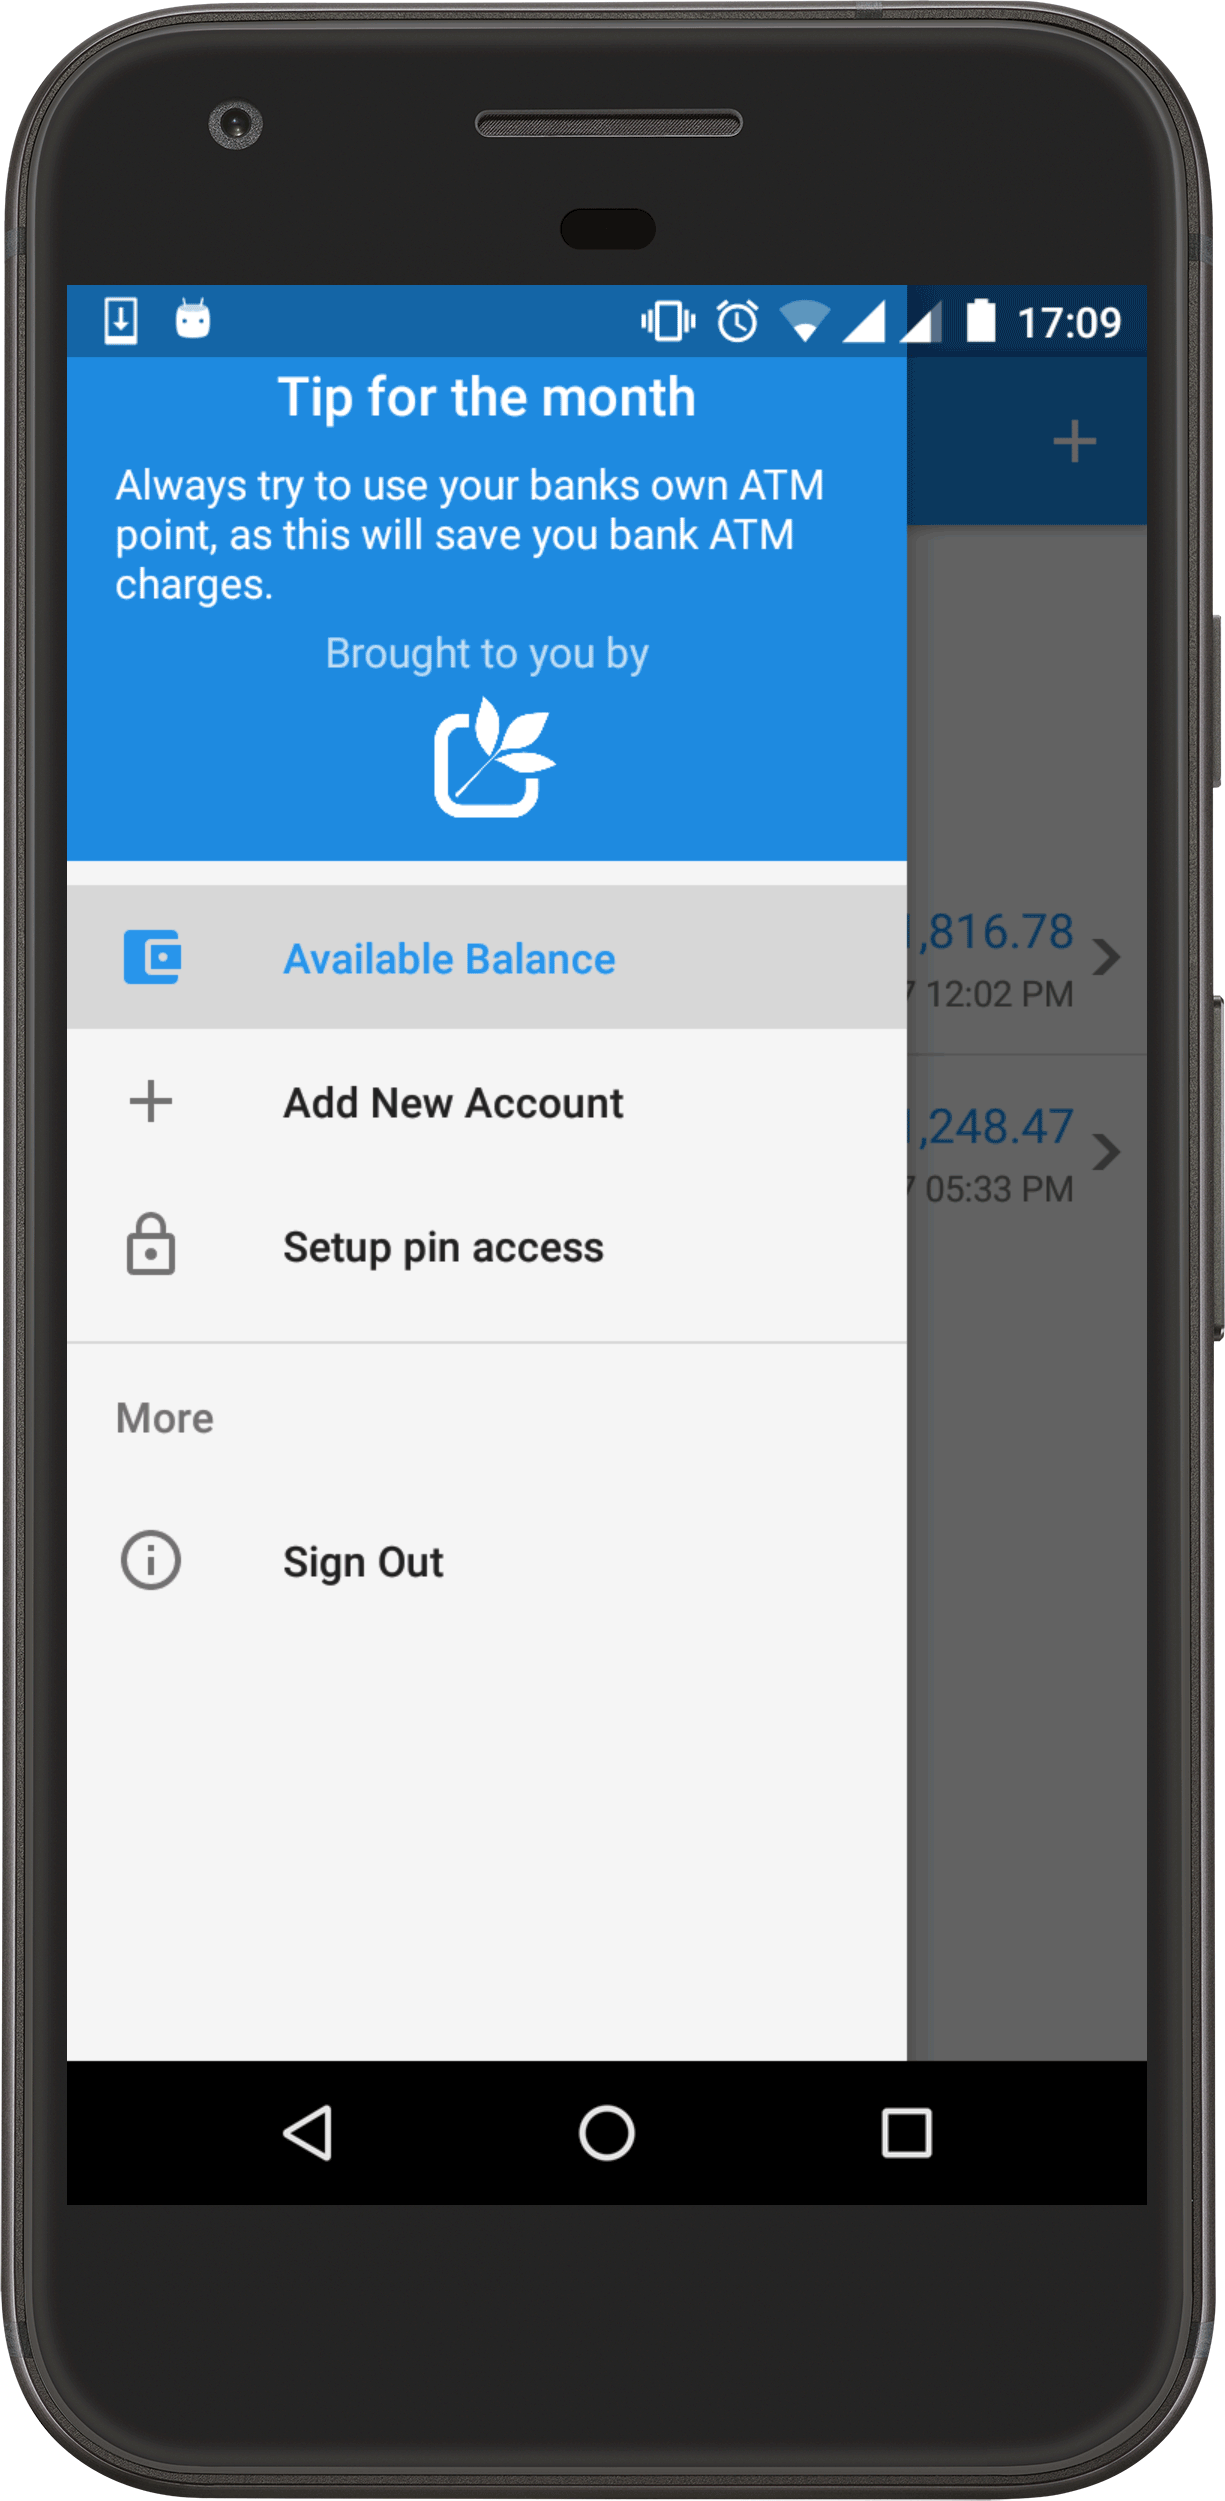 17:09
Tip for the month
Always try to use your banks own ATM
point, as this will save you bank ATM
charges.
Brought to you by
Available Balance
,816.78
12:02 PM
Add New Account
,248.47
05:33 PM
Setup pin access
More
Sign Out